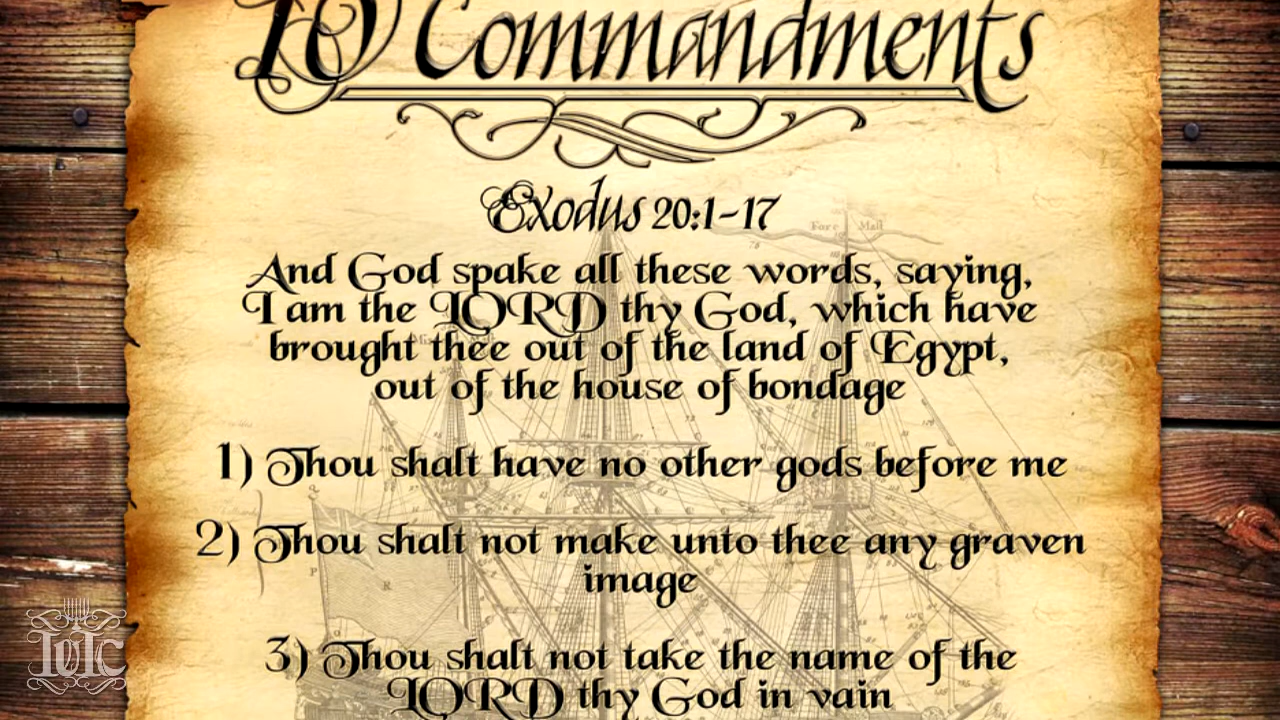 10 Commandments
Exodus 20:1-17
And God spake all these words, saying,
I am the LORD thy God, which have
brought thee out of the land of Egypt,
out of the house of bondage
1) Thou shalt have no other gods before me
2) Thou shalt not make unto thee any graven
image
3) Thou shalt not take the name of the
LORD thy God in vain
IUIC